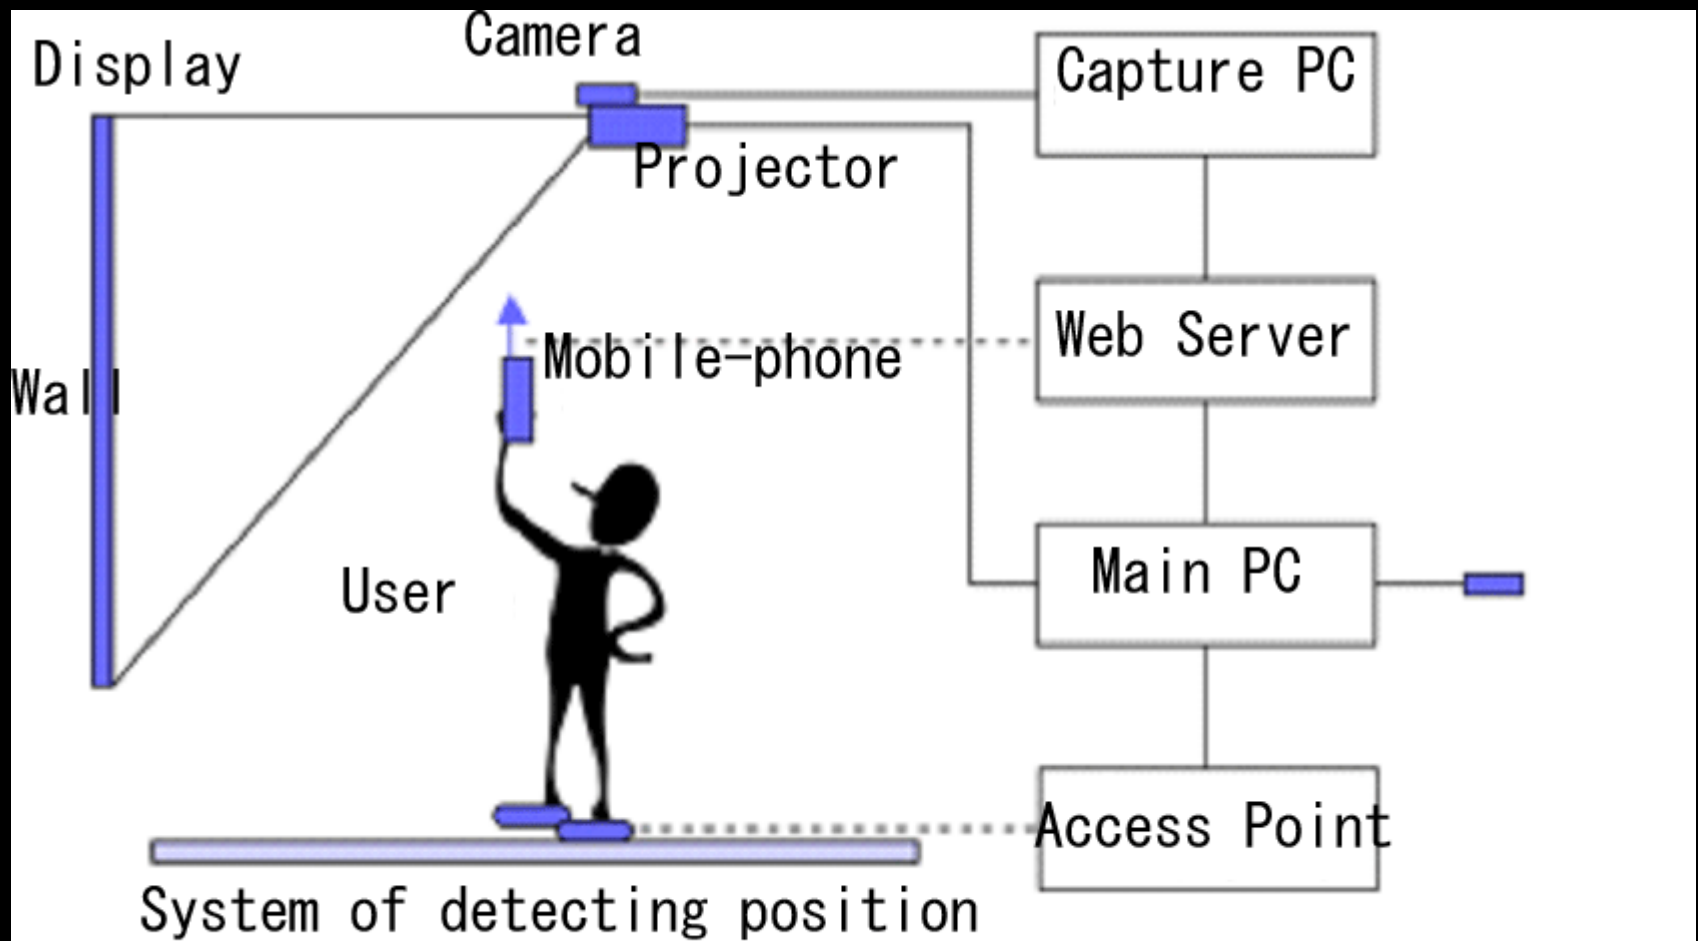 Camera
Display
Capture PC
Projector
Web Server
Mobile-phone
Wall
Main PC
User
Access Point
System of detecting position